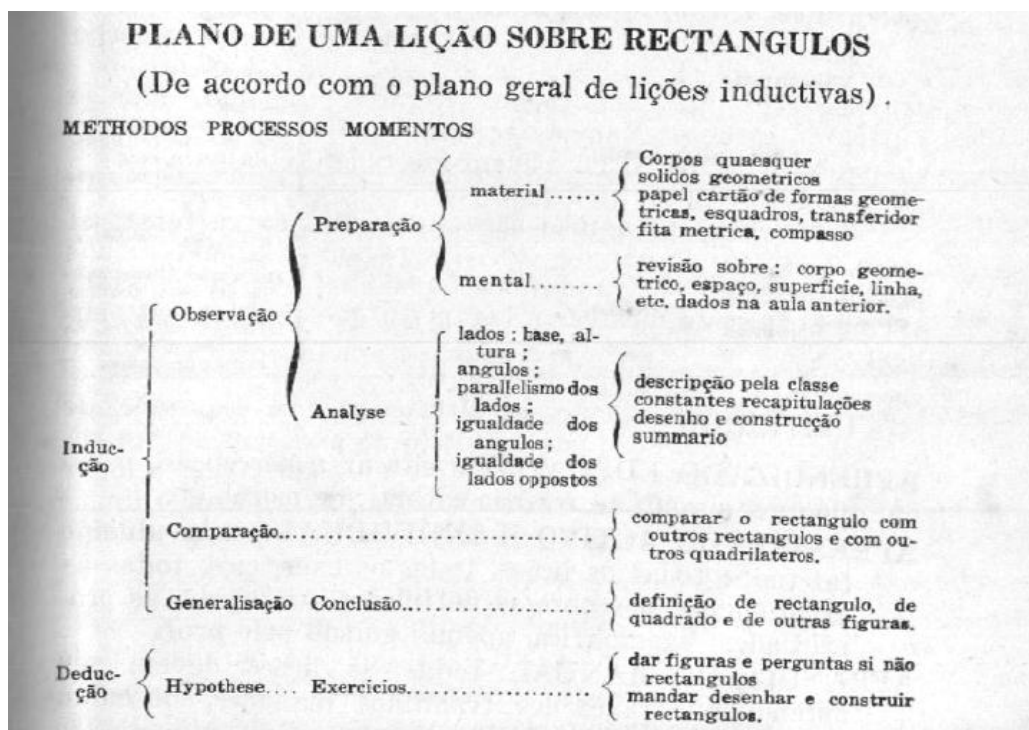 PLANO DE UMA LIÇÃO SOBRE RECTANGULOS
(De accordo com o plano geral de lições inductivas).
METHODOS PROCESSOS MOMENTOS
Induc-
ção
Observação
Preparação
material......
Corpos quaesquer
solidos geometricos
papel cartão de formas geome-
tricas, esquadros, transferidor
fita metrica, compasso
mental.........
revisão sobre : corpo geome-
trico, espaço, superficie, linha,
etc. dados na aula anterior.
Analyse
lados : base, al-
tura ;
angulos ;
parallelismo dos
lados ;
igualdade dos
angulos ;
igualdade dos
lados oppostos
descripção pela classe
constantes recapitulações
desenho e construcção
summario
Comparação...
comparar o rectangulo com
outros rectangulos e com ou-
tros quadrilateros.
Generalisação Conclusão...
definição de rectangulo, de
quadrado e de outras figuras.
Deduc-
ção
Hypothese Exercicios...
dar figuras e perguntas si não
rectangulos
mandar desenhar e construir
rectangulos.